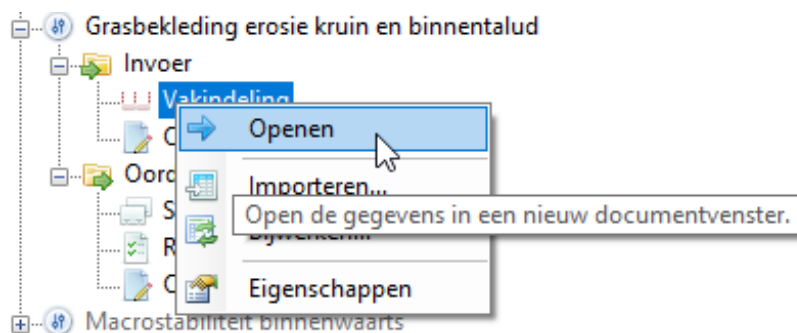 Grasbekleding erosie kruin en binnentalud
Invoer
Vakindeling
Openen
Importeren...
Open de gegevens in een nieuw documentvenster.
Bijwerken...
Eigenschappen
Macrostabiliteit binnenwaarts